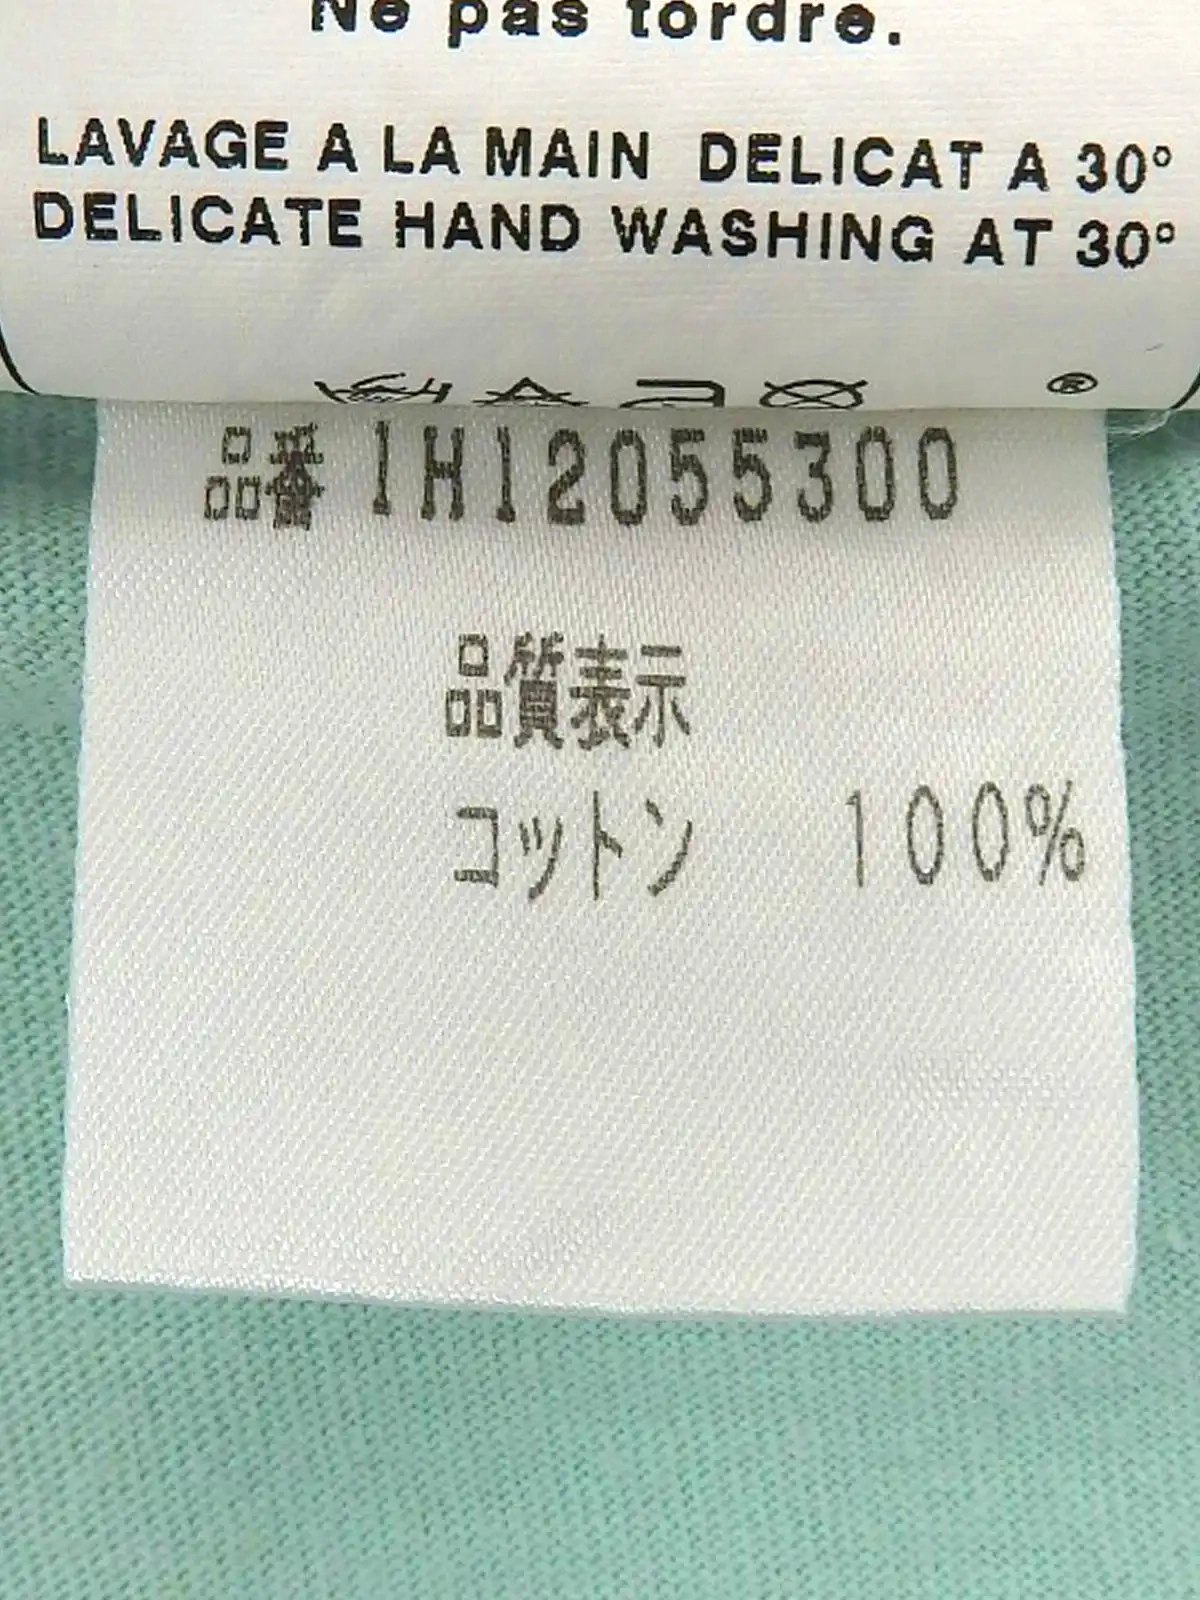 Ne pas tordre.
LAVAGE A LA MAIN DELICAT A 30°
DELICATE HAND WASHING AT 30°
®
品番 1H12055300
品質表示
コットン 100%